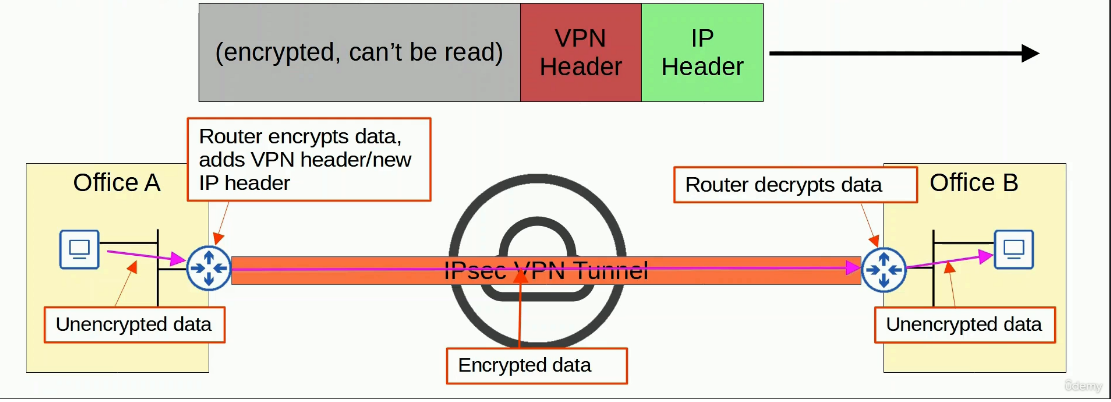 (encrypted, can't be read)
VPN
Header
IP
Header
Router encrypts data,
adds VPN header/new
IP header
Office A
Router decrypts data
Office B
IPsec VPN Tunnel
Unencrypted data
Encrypted data
Unencrypted data
ûdemy